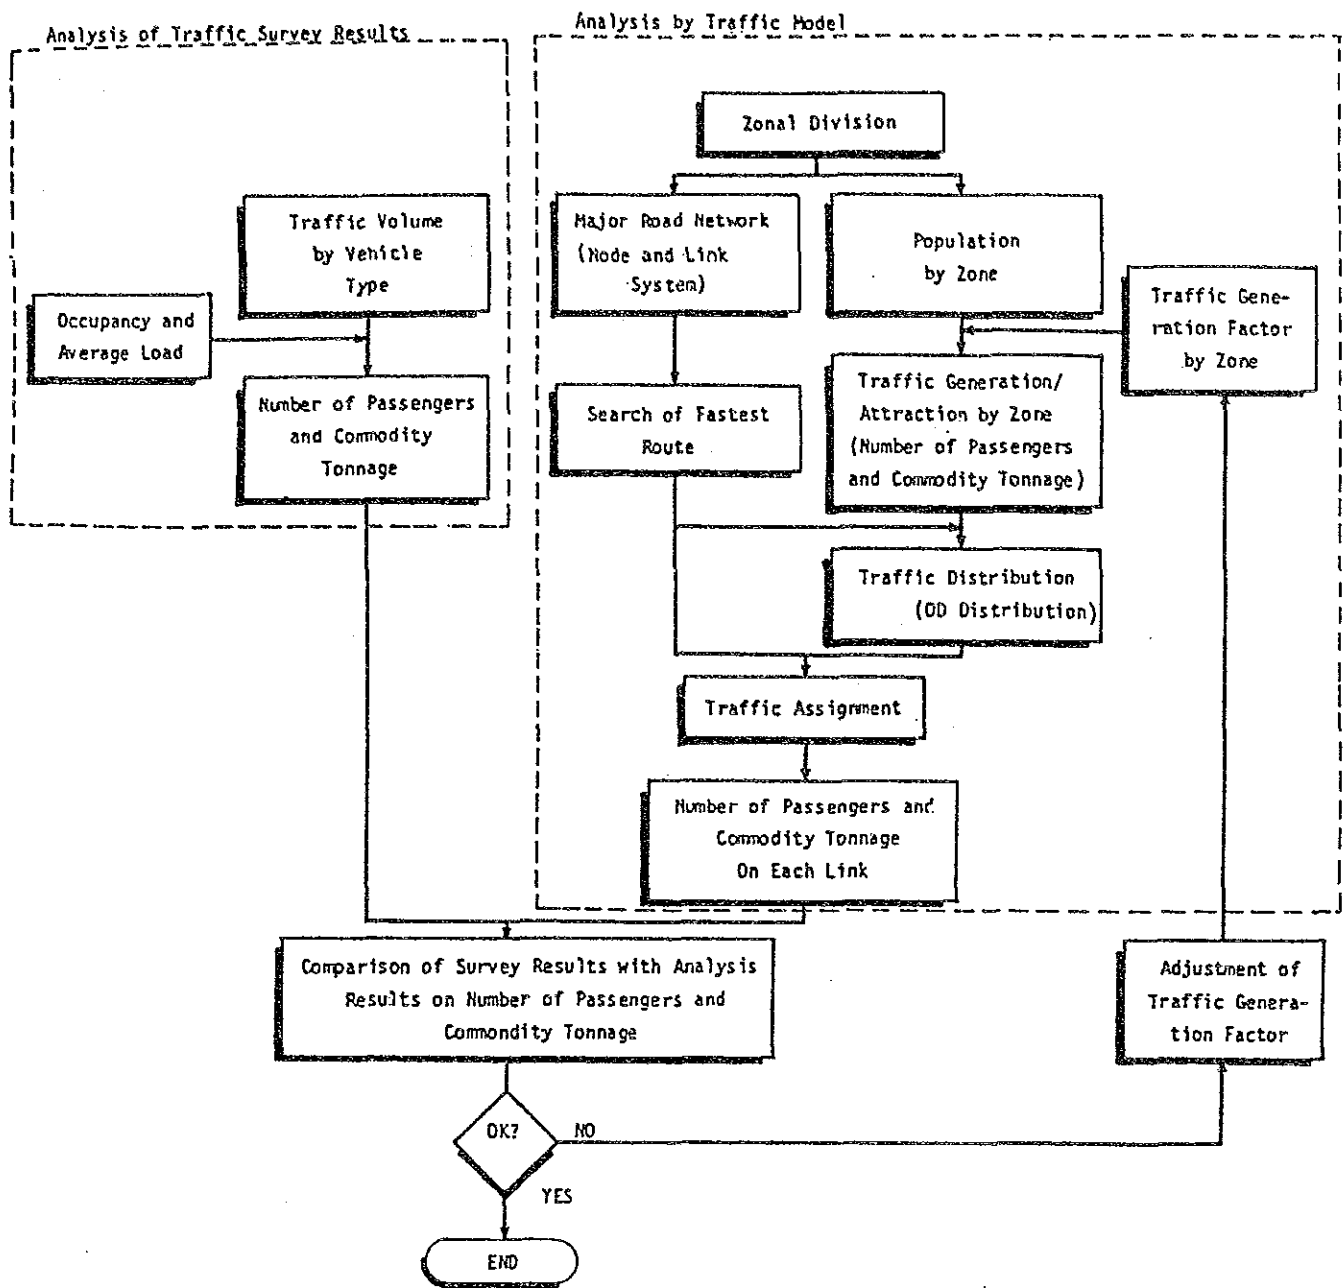 Analysis of Traffic Survey Results
Analysis by Traffic Model
Zonal Division
Traffic Volume
by Vehicle
Type
Major Road Network
(Node and Link
System)
Population
by Zone
Traffic Gene-
ration Factor
by Zone
Occupancy and
Average Load
Number of Passengers
and Commodity
Tonnage
Search of Fastest
Route
Traffic Generation/
Attraction by Zone
(Number of Passengers
and Commodity Tonnage)
Traffic Distribution
(OD Distribution)
Traffic Assignment
Number of Passengers and
Commodity Tonnage
On Each Link
Comparison of Survey Results with Analysis
Results on Number of Passengers and
Commondity Tonnage
Adjustment of
Traffic Genera-
tion Factor
OK?
NO
YES
END